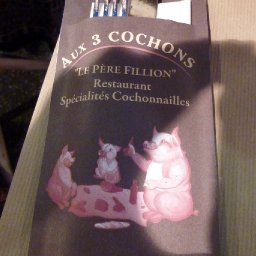 AUX 3 COCHONS
"LE PÈRE FILLION"
Restaurant
Spécialités Cochonnailles